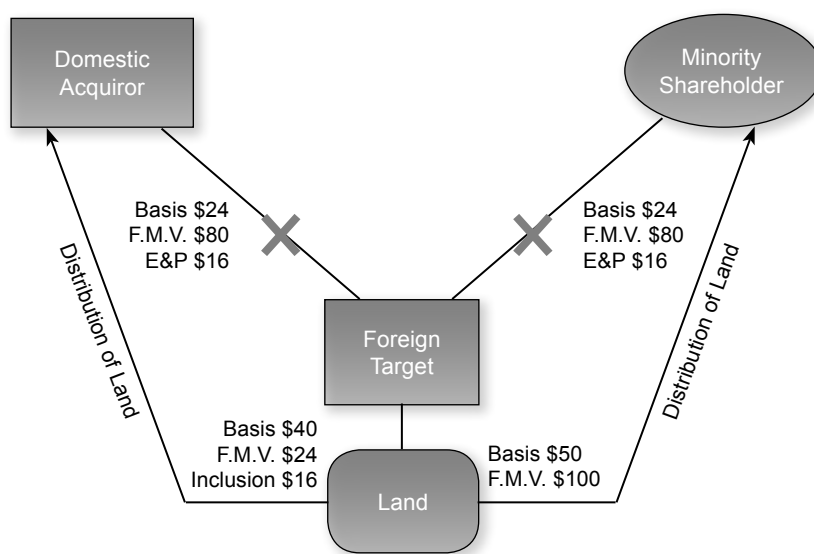 Domestic
Acquiror
Minority
Shareholder
Basis $24
F.M.V. $80
E&P $16
Basis $24
F.M.V. $80
E&P $16
Distribution of Land
Distribution of Land
Foreign
Target
Basis $40
F.M.V. $24
Inclusion $16
Basis $50
F.M.V. $100
Land